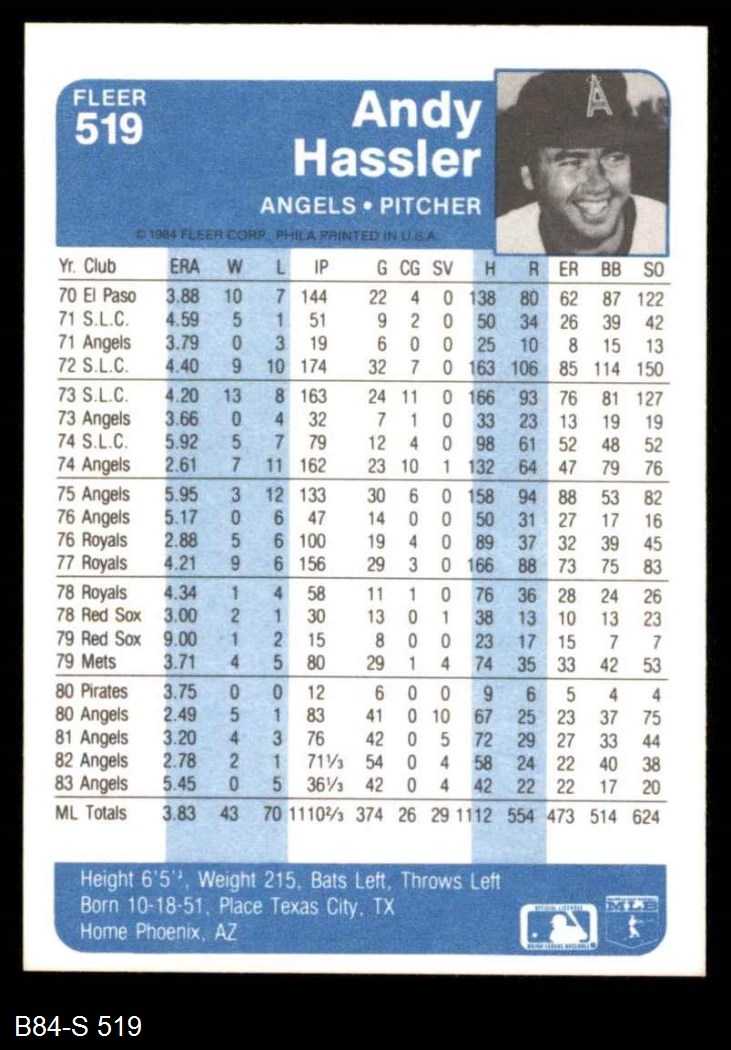 FLEER
519
Andy
Hassler
ANGELS • PITCHER
© 1984 FLEER CORP. PHILA PRINTED IN U.S.A.
Yr. Club ERA W L IP G CG SV H R ER BB SO
70 El Paso 3.88 10 7 144 22 4 0 138 80 62 87 122
71 S.L.C. 4.59 5 1 51 9 2 0 50 34 26 39 42
71 Angels 3.79 0 3 19 6 0 0 25 10 8 15 13
72 S.L.C. 4.40 9 10 174 32 7 0 163 106 85 114 150
73 S.L.C. 4.20 13 8 163 24 11 0 166 93 76 81 127
73 Angels 3.66 0 4 32 7 1 0 33 23 13 19 19
74 S.L.C. 5.92 5 7 79 12 4 0 98 61 52 48 52
74 Angels 2.61 7 11 162 23 10 1 132 64 47 79 76
75 Angels 5.95 3 12 133 30 6 0 158 94 88 53 82
76 Angels 5.17 0 6 47 14 0 0 50 31 27 17 16
76 Royals 2.88 5 6 100 19 4 0 89 37 32 39 45
77 Royals 4.21 9 6 156 29 3 0 166 88 73 75 83
78 Royals 4.34 1 4 58 11 1 0 76 36 28 24 26
78 Red Sox 3.00 2 1 30 13 0 1 38 13 10 13 23
79 Red Sox 9.00 1 2 15 8 0 0 23 17 15 7 7
79 Mets 3.71 4 5 80 29 1 4 74 35 33 42 53
80 Pirates 3.75 0 0 12 6 0 0 9 6 5 4 4
80 Angels 2.49 5 1 83 41 0 10 67 25 23 37 75
81 Angels 3.20 4 3 76 42 0 5 72 29 27 33 44
82 Angels 2.78 2 1 71⅓ 54 0 4 58 24 22 40 38
83 Angels 5.45 0 5 36⅓ 42 0 4 42 22 22 17 20
ML Totals 3.83 43 70 1110⅔ 374 26 29 1112 554 473 514 624
Height 6'5", Weight 215, Bats Left, Throws Left
Born 10-18-51, Place Texas City, TX
Home Phoenix, AZ
OFFICIAL LICENSEE
MAJOR LEAGUE BASEBALL
B84-S 519